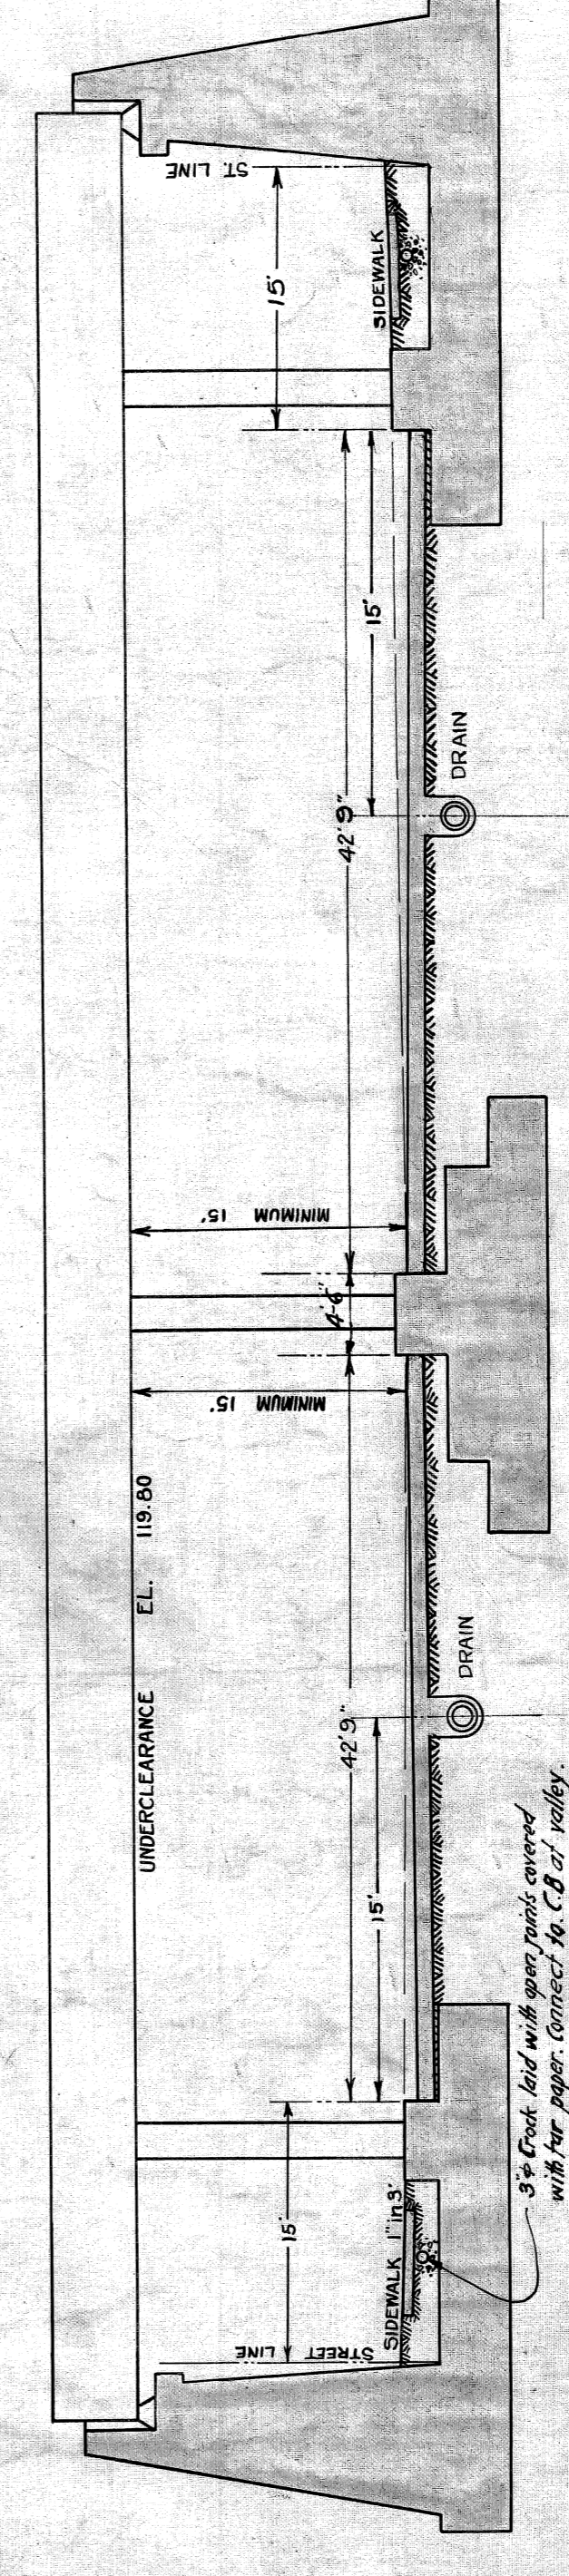 ST. LINE
15'
SIDEWALK
15'
42' 9"
DRAIN
MINIMUM 15'
4'-6"
MINIMUM 15'
UNDERCLEARANCE EL. 119.80
DRAIN
42' 9"
15'
15'
SIDEWALK 1" in 3'
STREET LINE
3"φ Crock laid with open joints covered
with tar paper. Connect to C.B at valley.